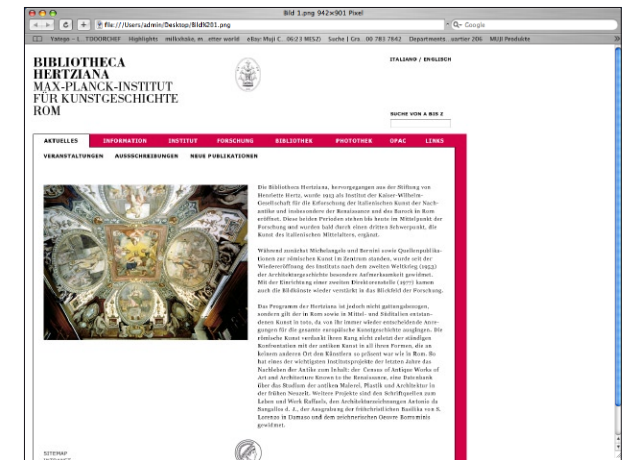 Bild 1.png 942×901 Pixel
file:///Users/admin/Desktop/Bild%201.png
Google
BIBLIOTHECA
HERTZIANA
MAX-PLANCK-INSTITUT
FÜR KUNSTGESCHICHTE
ROM
ITALIANO / ENGLISCH
SUCHE VON A BIS Z
AKTUELLES INFORMATION INSTITUT FORSCHUNG BIBLIOTHEK PHOTOTHEK OPAC LINKS
VERANSTALTUNGEN AUSSSCHREIBUNGEN NEUE PUBLIKATIONEN
Die Bibliotheca Hertziana, hervorgegangen aus der Stiftung von
Henriette Hertz, wurde 1913 als Institut der Kaiser-Wilhelm-
Gesellschaft für die Erforschung der italienischen Kunst der Nach-
antike und insbesondere der Renaissance und des Barock in Rom
eröffnet. Diese beiden Perioden stehen bis heute im Mittelpunkt der
Forschung und wurden bald durch einen dritten Schwerpunkt, die
Kunst des italienischen Mittelalters, ergänzt.
Während zunächst Michelangelo und Bernini sowie Quellenpublika-
tionen zur römischen Kunst im Zentrum standen, wurde seit der
Wiedereröffnung des Instituts nach dem zweiten Weltkrieg (1953)
der Architekturgeschichte besondere Aufmerksamkeit gewidmet.
Mit der Einrichtung einer zweiten Direktorenstelle (1977) kamen
auch die Bildkünste wieder verstärkt in das Blickfeld der Forschung.
Das Programm der Hertziana ist jedoch nicht gattungsbezogen,
sondern gilt der in Rom sowie in Mittel- und Süditalien entstan-
denen Kunst in toto, da von ihr immer wieder entscheidende Anre-
gungen für die gesamte europäische Kunstgeschichte ausgingen. Die
römische Kunst verdankt ihren Rang nicht zuletzt der ständigen
Konfrontation mit der antiken Kunst in all ihren Formen, die an
keinem anderen Ort den Künstlern so präsent war wie in Rom. So
hat eines der wichtigsten Institutsprojekte der letzten Jahre das
Nachleben der Antike zum Inhalt: der Census of Antique Works of
Art and Architecture Known to the Renaissance, eine Datenbank
über das Studium der antiken Malerei, Plastik und Architektur in
der frühen Neuzeit. Weitere Projekte sind den Schriftquellen zum
Leben und Werk Raffaels, den Architekturzeichnungen Antonio da
Sangallos d. J., der Ausgrabung der frühchristlichen Basilika von S.
Lorenzo in Damaso und dem zeichnerischen Oeuvre Borrominis
gewidmet.
SITEMAP